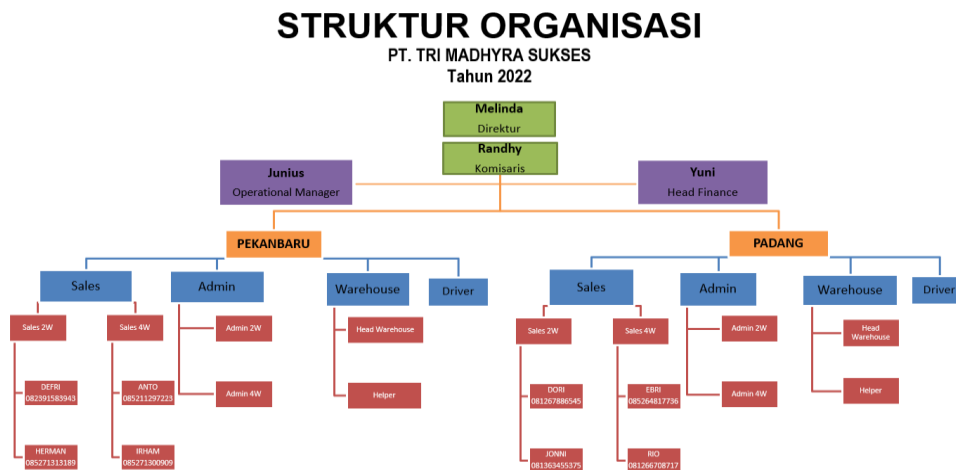 STRUKTUR ORGANISASI
PT. TRI MADHYRA SUKSES
Tahun 2022
Melinda
Direktur
Randhy
Komisaris
Junius
Operational Manager
Yuni
Head Finance
PEKANBARU
PADANG
Sales
Admin
Warehouse
Driver
Sales
Admin
Warehouse
Driver
Sales 2W
Sales 4W
Admin 2W
Head Warehouse
Sales 2W
Sales 4W
Admin 2W
Head
Warehouse
DEFRI
082391583943
ANTO
085211297223
Admin 4W
Helper
DORI
081267886545
EBRI
085264817736
Admin 4W
Helper
HERMAN
085271313189
IRHAM
085271300909
JONNI
081363455375
RIO
081266708717